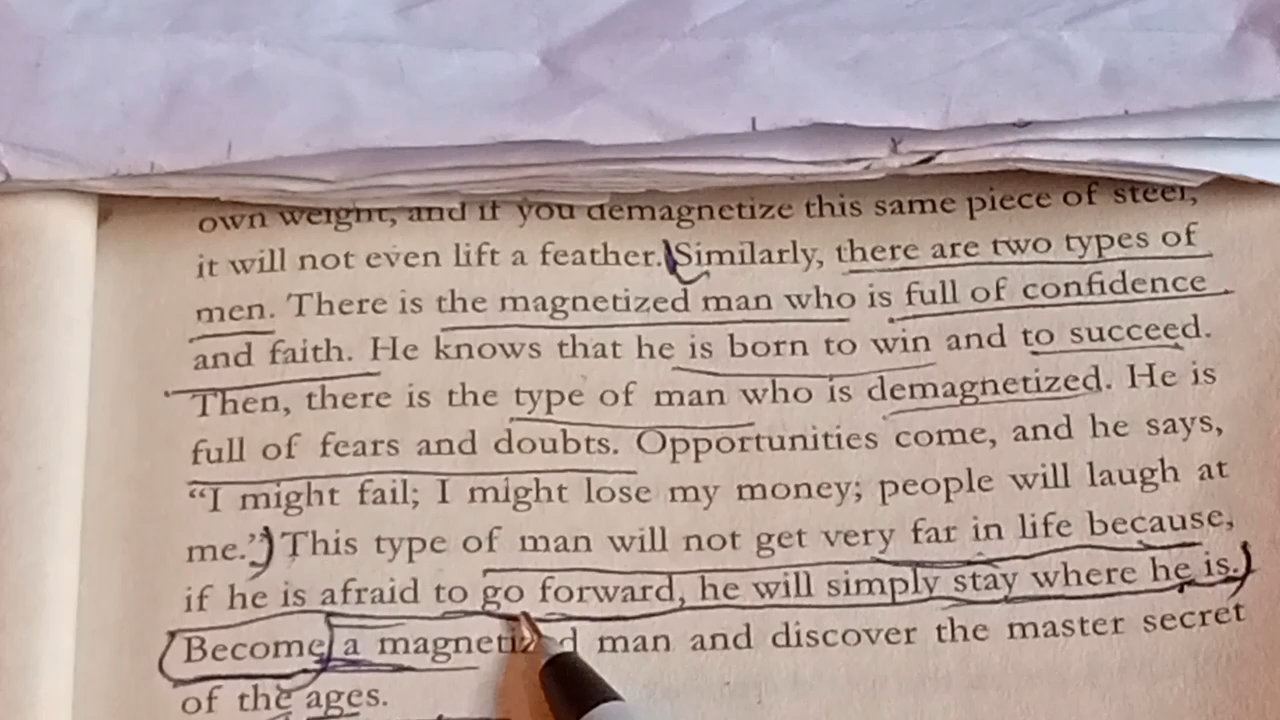 own weight, and if you demagnetize this same piece of steel,
it will not even lift a feather. Similarly, there are two types of
men. There is the magnetized man who is full of confidence
and faith. He knows that he is born to win and to succeed.
Then, there is the type of man who is demagnetized. He is
full of fears and doubts. Opportunities come, and he says,
“I might fail; I might lose my money; people will laugh at
me.” This type of man will not get very far in life because,
if he is afraid to go forward, he will simply stay where he is.
Become a magnetized man and discover the master secret
of the ages.